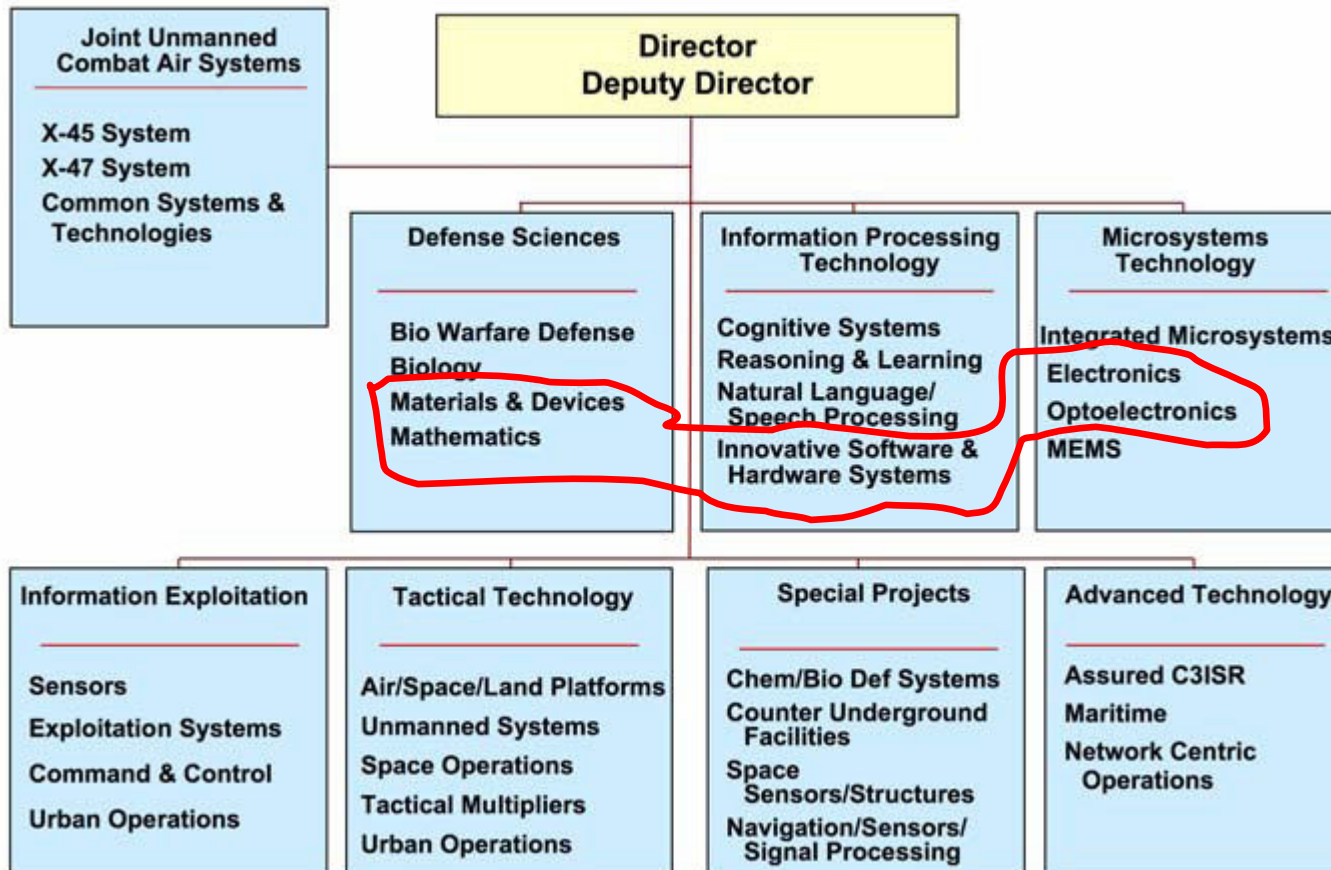 Joint Unmanned
Combat Air Systems
X-45 System
X-47 System
Common Systems &
Technologies
Director
Deputy Director
Defense Sciences
Bio Warfare Defense
Biology
Materials & Devices
Mathematics
Information Processing
Technology
Cognitive Systems
Reasoning & Learning
Natural Language/
Speech Processing
Innovative Software &
Hardware Systems
Microsystems
Technology
Integrated Microsystems
Electronics
Optoelectronics
MEMS
Information Exploitation
Sensors
Exploitation Systems
Command & Control
Urban Operations
Tactical Technology
Air/Space/Land Platforms
Unmanned Systems
Space Operations
Tactical Multipliers
Urban Operations
Special Projects
Chem/Bio Def Systems
Counter Underground
Facilities
Space
Sensors/Structures
Navigation/Sensors/
Signal Processing
Advanced Technology
Assured C3ISR
Maritime
Network Centric
Operations